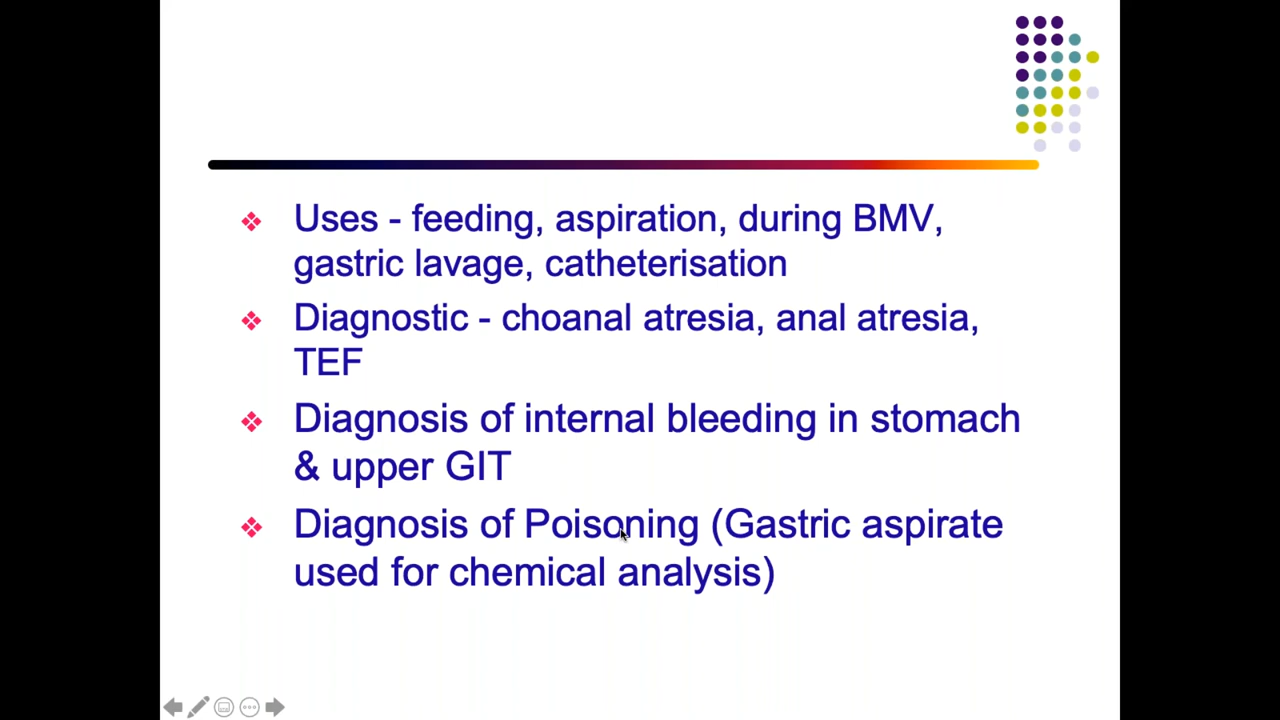 Uses - feeding, aspiration, during BMV,
gastric lavage, catheterisation
Diagnostic - choanal atresia, anal atresia,
TEF
Diagnosis of internal bleeding in stomach
& upper GIT
Diagnosis of Poisoning (Gastric aspirate
used for chemical analysis)